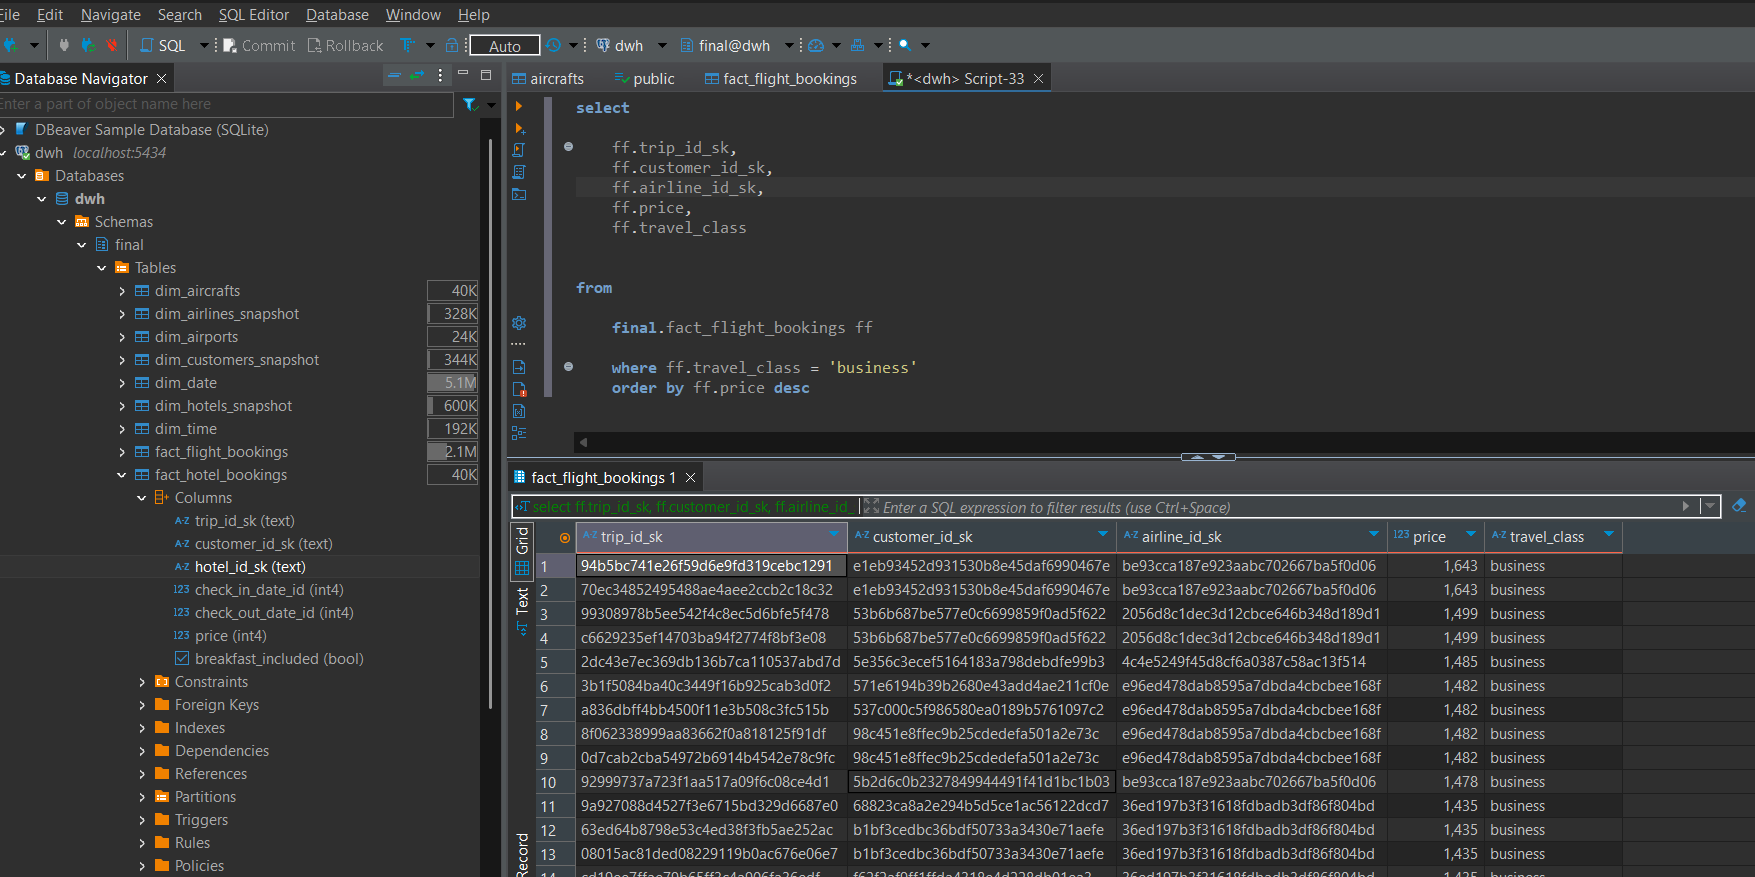 File Edit Navigate Search SQL Editor Database Window Help
SQL Commit Rollback Auto dwh final@dwh
Database Navigator
Enter a part of object name here
DBeaver Sample Database (SQLite)
dwh localhost:5434
Databases
dwh
Schemas
final
Tables
dim_aircrafts 40K
dim_airlines_snapshot 328K
dim_airports 24K
dim_customers_snapshot 344K
dim_date 5.1M
dim_hotels_snapshot 600K
dim_time 192K
fact_flight_bookings 2.1M
fact_hotel_bookings 40K
Columns
A-Z trip_id_sk (text)
A-Z customer_id_sk (text)
A-Z hotel_id_sk (text)
123 check_in_date_id (int4)
123 check_out_date_id (int4)
123 price (int4)
breakfast_included (bool)
Constraints
Foreign Keys
Indexes
Dependencies
References
Partitions
Triggers
Rules
Policies
aircrafts public fact_flight_bookings *<dwh> Script-33
select
ff.trip_id_sk,
ff.customer_id_sk,
ff.airline_id_sk,
ff.price,
ff.travel_class
from
final.fact_flight_bookings ff
where ff.travel_class = 'business'
order by ff.price desc
fact_flight_bookings 1
select ff.trip_id_sk, ff.customer_id_sk, ff.airline_id_ Enter a SQL expression to filter results (use Ctrl+Space)
Grid
Text
Record
A-Z trip_id_sk A-Z customer_id_sk A-Z airline_id_sk 123 price A-Z travel_class
1 94b5bc741e26f59d6e9fd319cebc1291 e1eb93452d931530b8e45daf6990467e be93cca187e923aabc702667ba5f0d06 1,643 business
2 70ec34852495488ae4aee2ccb2c18c32 e1eb93452d931530b8e45daf6990467e be93cca187e923aabc702667ba5f0d06 1,643 business
3 99308978b5ee542f4c8ec5d6bfe5f478 53b6b687be577e0c6699859f0ad5f622 2056d8c1dec3d12cbce646b348d189d1 1,499 business
4 c6629235ef14703ba94f2774f8bf3e08 53b6b687be577e0c6699859f0ad5f622 2056d8c1dec3d12cbce646b348d189d1 1,499 business
5 2dc43e7ec369db136b7ca110537abd7d 5e356c3ecef5164183a798debdfe99b3 4c4e5249f45d8cf6a0387c58ac13f514 1,485 business
6 3b1f5084ba40c3449f16b925cab3d0f2 571e6194b39b2680e43add4ae211cf0e e96ed478dab8595a7dbda4cbcbee168f 1,482 business
7 a836dbff4bb4500f11e3b508c3fc515b 537c000c5f986580ea0189b5761097c2 e96ed478dab8595a7dbda4cbcbee168f 1,482 business
8 8f062338999aa83662f0a818125f91df 98c451e8ffec9b25cdedefa501a2e73c e96ed478dab8595a7dbda4cbcbee168f 1,482 business
9 0d7cab2cba54972b6914b4542e78c9fc 98c451e8ffec9b25cdedefa501a2e73c e96ed478dab8595a7dbda4cbcbee168f 1,482 business
10 92999737a723f1aa517a09f6c08ce4d1 5b2d6c0b2327849944491f41d1bc1b03 be93cca187e923aabc702667ba5f0d06 1,478 business
11 9a927088d4527f3e6715bd329d6687e0 68823ca8a2e294b5d5ce1ac56122dcd7 36ed197b3f31618fdbadb3df86f804bd 1,435 business
12 63ed64b8798e53c4ed38f3fb5ae252ac b1bf3cedbc36bdf50733a3430e71aefe 36ed197b3f31618fdbadb3df86f804bd 1,435 business
13 08015ac81ded08229119b0ac676e06e7 b1bf3cedbc36bdf50733a3430e71aefe 36ed197b3f31618fdbadb3df86f804bd 1,435 business